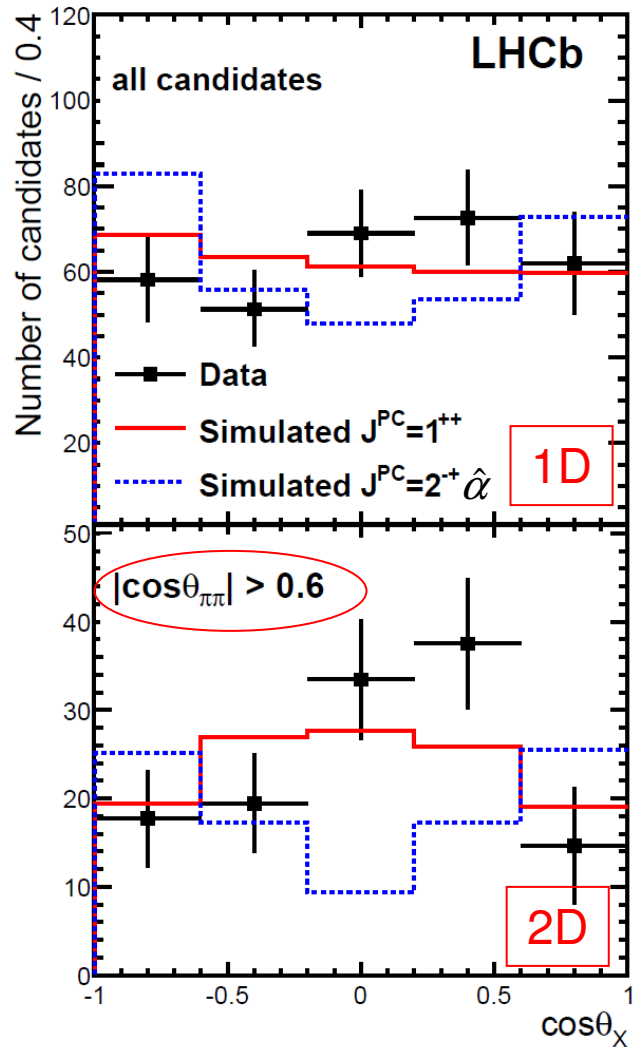 Number of candidates / 0.4
120
100
80
60
40
20
LHCb
all candidates
Data
Simulated J^PC=1^++
Simulated J^PC=2^-+ α̂
1D
50
40
30
20
10
0
|cosθ_ππ| > 0.6
2D
-1 -0.5 0 0.5 1
cosθ_X